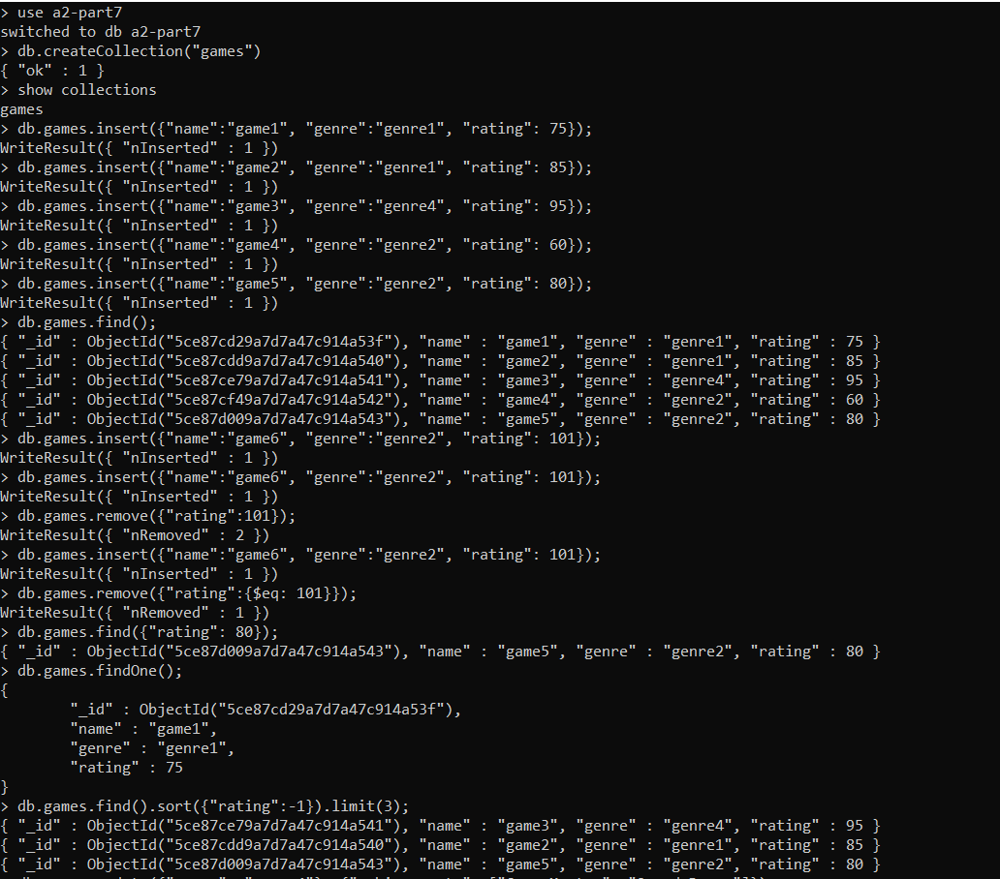 > use a2-part7
switched to db a2-part7
> db.createCollection("games")
{ "ok" : 1 }
> show collections
games
> db.games.insert({"name":"game1", "genre":"genre1", "rating": 75});
WriteResult({ "nInserted" : 1 })
> db.games.insert({"name":"game2", "genre":"genre1", "rating": 85});
WriteResult({ "nInserted" : 1 })
> db.games.insert({"name":"game3", "genre":"genre4", "rating": 95});
WriteResult({ "nInserted" : 1 })
> db.games.insert({"name":"game4", "genre":"genre2", "rating": 60});
WriteResult({ "nInserted" : 1 })
> db.games.insert({"name":"game5", "genre":"genre2", "rating": 80});
WriteResult({ "nInserted" : 1 })
> db.games.find();
{ "_id" : ObjectId("5ce87cd29a7d7a47c914a53f"), "name" : "game1", "genre" : "genre1", "rating" : 75 }
{ "_id" : ObjectId("5ce87cdd9a7d7a47c914a540"), "name" : "game2", "genre" : "genre1", "rating" : 85 }
{ "_id" : ObjectId("5ce87ce79a7d7a47c914a541"), "name" : "game3", "genre" : "genre4", "rating" : 95 }
{ "_id" : ObjectId("5ce87cf49a7d7a47c914a542"), "name" : "game4", "genre" : "genre2", "rating" : 60 }
{ "_id" : ObjectId("5ce87d009a7d7a47c914a543"), "name" : "game5", "genre" : "genre2", "rating" : 80 }
> db.games.insert({"name":"game6", "genre":"genre2", "rating": 101});
WriteResult({ "nInserted" : 1 })
> db.games.insert({"name":"game6", "genre":"genre2", "rating": 101});
WriteResult({ "nInserted" : 1 })
> db.games.remove({"rating":101});
WriteResult({ "nRemoved" : 2 })
> db.games.insert({"name":"game6", "genre":"genre2", "rating": 101});
WriteResult({ "nInserted" : 1 })
> db.games.remove({"rating":{$eq: 101}});
WriteResult({ "nRemoved" : 1 })
> db.games.find({"rating": 80});
{ "_id" : ObjectId("5ce87d009a7d7a47c914a543"), "name" : "game5", "genre" : "genre2", "rating" : 80 }
> db.games.findOne();
{
        "_id" : ObjectId("5ce87cd29a7d7a47c914a53f"),
        "name" : "game1",
        "genre" : "genre1",
        "rating" : 75
}
> db.games.find().sort({"rating":-1}).limit(3);
{ "_id" : ObjectId("5ce87ce79a7d7a47c914a541"), "name" : "game3", "genre" : "genre4", "rating" : 95 }
{ "_id" : ObjectId("5ce87cdd9a7d7a47c914a540"), "name" : "game2", "genre" : "genre1", "rating" : 85 }
{ "_id" : ObjectId("5ce87d009a7d7a47c914a543"), "name" : "game5", "genre" : "genre2", "rating" : 80 }